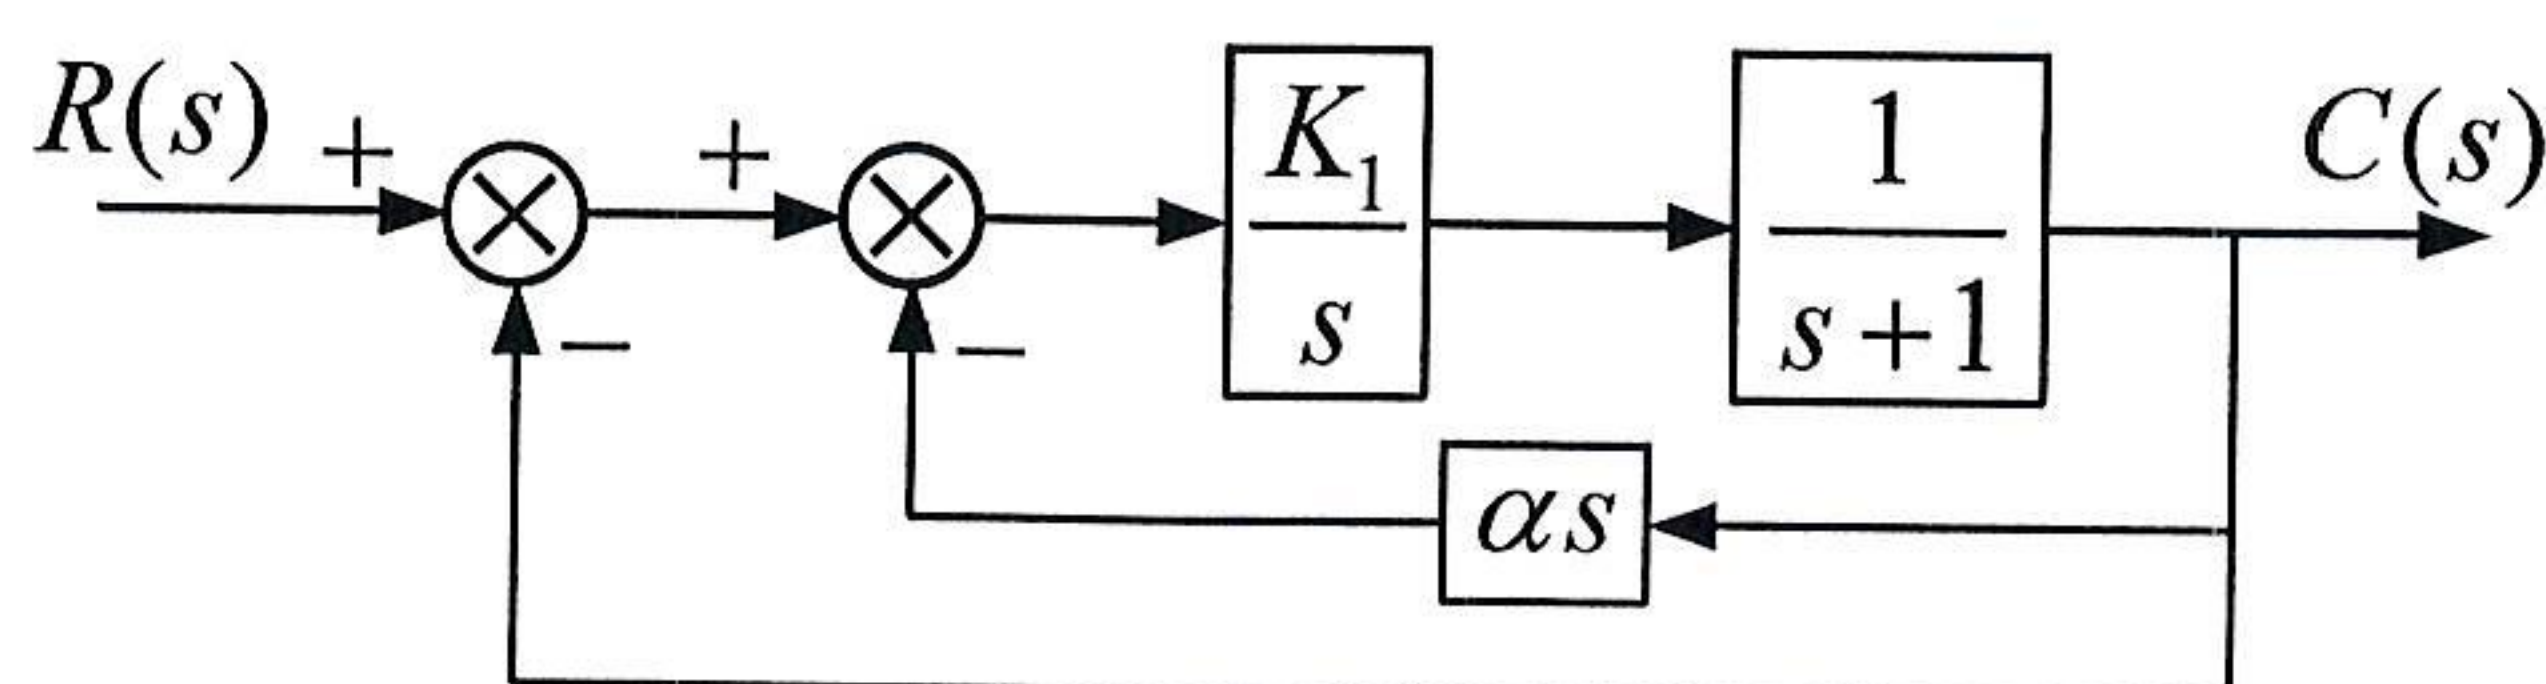 R(s) + + K₁/s 1/(s+1) C(s)
− −
αs